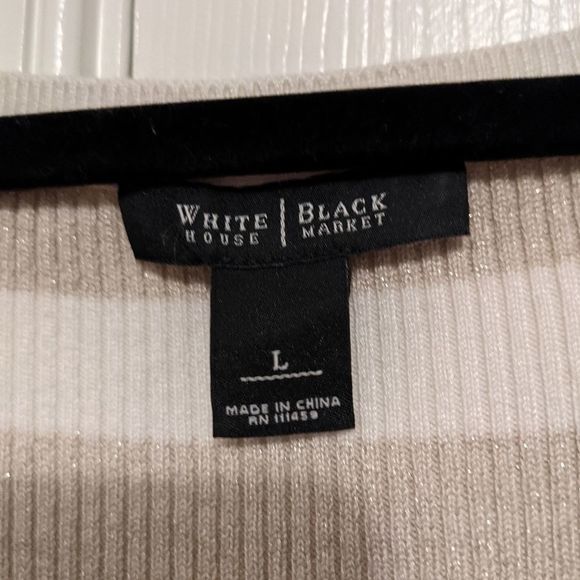 WHITE | BLACK
HOUSE | MARKET
L
MADE IN CHINA
RN 111459